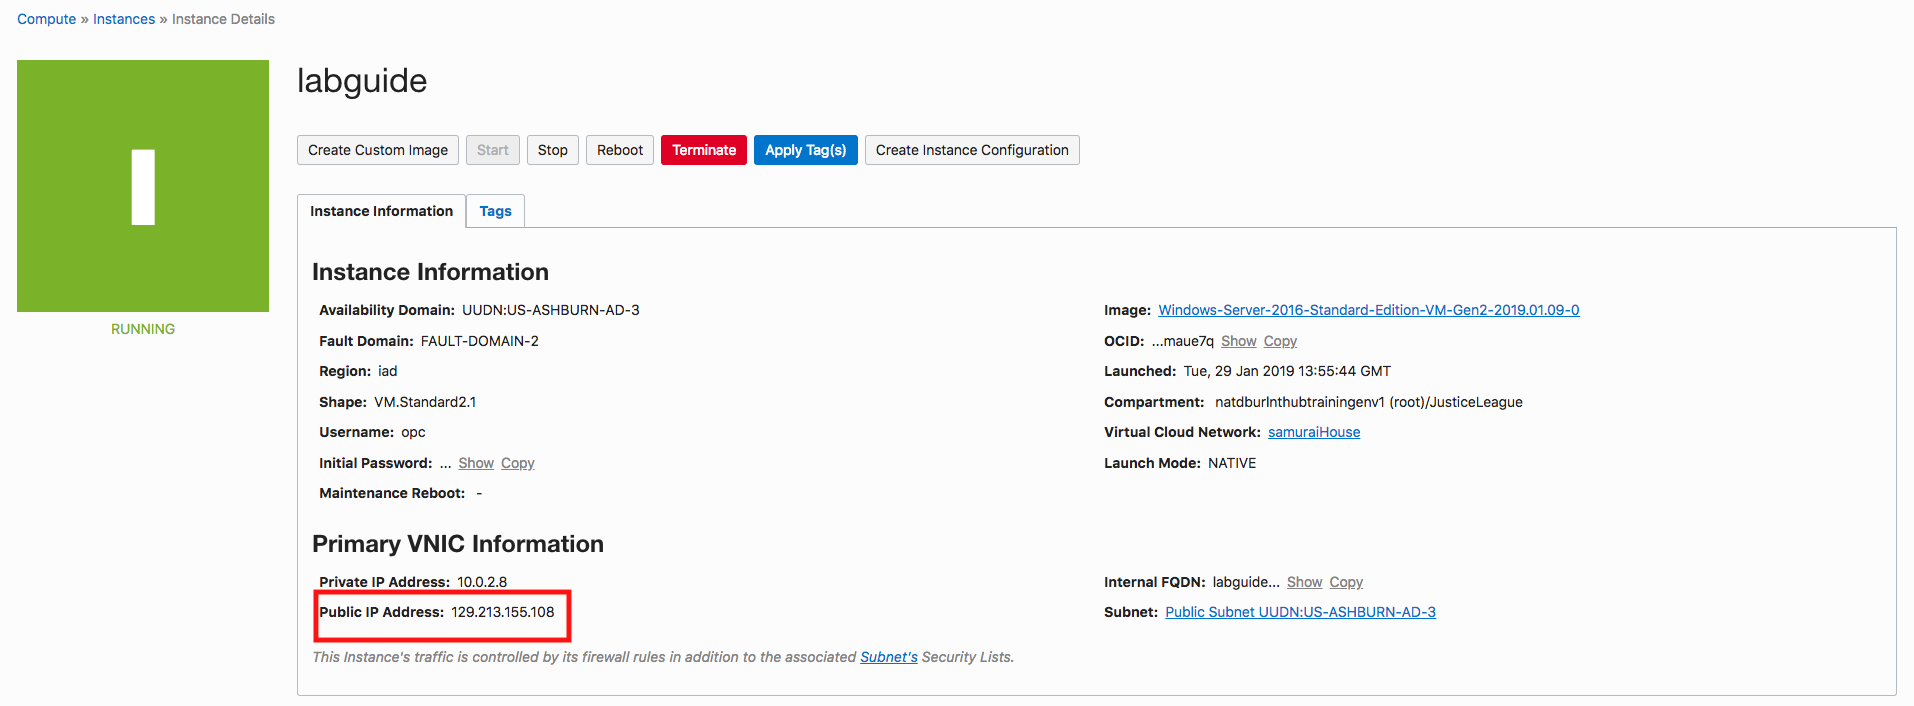 Compute » Instances » Instance Details
I
RUNNING
labguide
Create Custom Image Start Stop Reboot Terminate Apply Tag(s) Create Instance Configuration
Instance Information Tags
Instance Information
Availability Domain: UUDN:US-ASHBURN-AD-3
Fault Domain: FAULT-DOMAIN-2
Region: iad
Shape: VM.Standard2.1
Username: opc
Initial Password: ... Show Copy
Maintenance Reboot: -
Image: Windows-Server-2016-Standard-Edition-VM-Gen2-2019.01.09-0
OCID: ...maue7q Show Copy
Launched: Tue, 29 Jan 2019 13:55:44 GMT
Compartment: natdburlnthubtrainingenv1 (root)/JusticeLeague
Virtual Cloud Network: samuraiHouse
Launch Mode: NATIVE
Primary VNIC Information
Private IP Address: 10.0.2.8
Public IP Address: 129.213.155.108
Internal FQDN: labguide... Show Copy
Subnet: Public Subnet UUDN:US-ASHBURN-AD-3
This Instance's traffic is controlled by its firewall rules in addition to the associated Subnet's Security Lists.